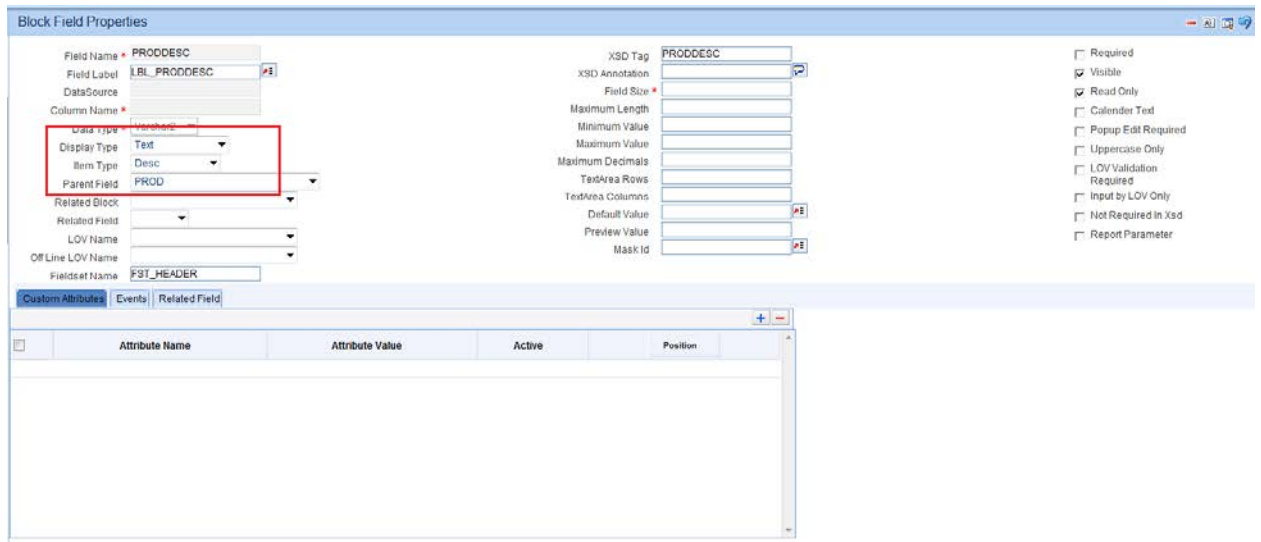 Block Field Properties
Field Name * PRODDESC
Field Label LBL_PRODDESC
DataSource
Column Name *
Data Type * Varchar2
Display Type Text
Item Type Desc
Parent Field PROD
Related Block
Related Field
LOV Name
Off Line LOV Name
Fieldset Name FST_HEADER
XSD Tag PRODDESC
XSD Annotation
Field Size *
Maximum Length
Minimum Value
Maximum Value
Maximum Decimals
TextArea Rows
TextArea Columns
Default Value
Preview Value
Mask Id
Required
Visible
Read Only
Calender Text
Popup Edit Required
Uppercase Only
LOV Validation
Required
Input by LOV Only
Not Required In Xsd
Report Parameter
Custom Attributes Events Related Field
Attribute Name Attribute Value Active Position